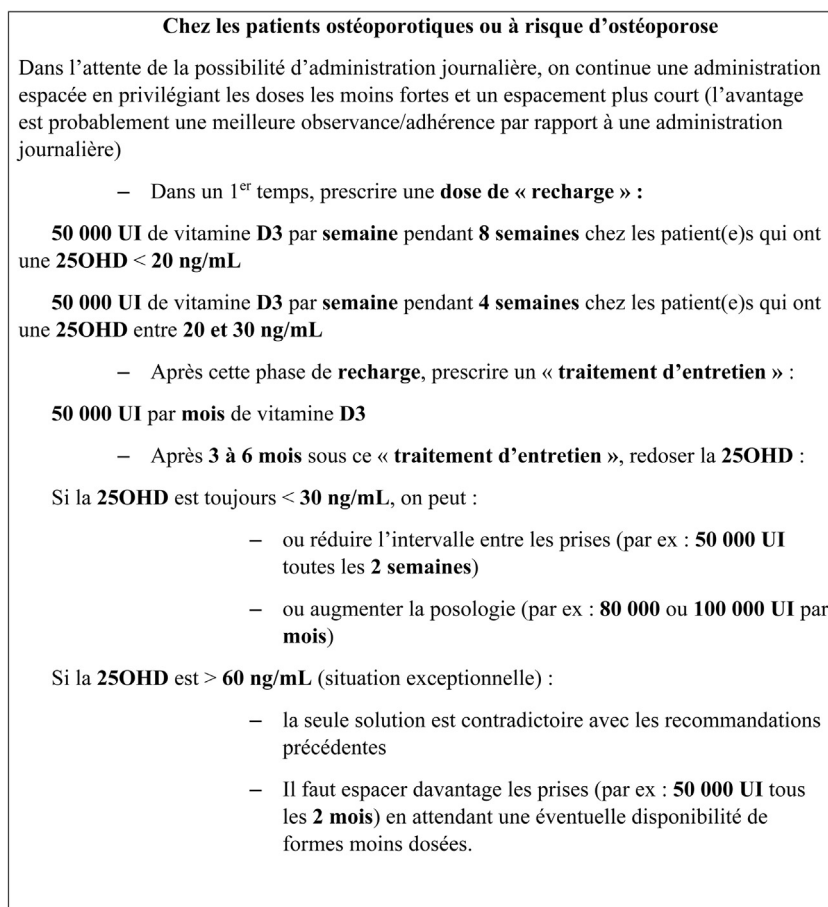 Chez les patients ostéoporotiques ou à risque d’ostéoporose
Dans l’attente de la possibilité d’administration journalière, on continue une administration
espacée en privilégiant les doses les moins fortes et un espacement plus court (l’avantage
est probablement une meilleure observance/adhérence par rapport à une administration
journalière)
– Dans un 1er temps, prescrire une dose de « recharge » :
50 000 UI de vitamine D3 par semaine pendant 8 semaines chez les patient(e)s qui ont
une 25OHD < 20 ng/mL
50 000 UI de vitamine D3 par semaine pendant 4 semaines chez les patient(e)s qui ont
une 25OHD entre 20 et 30 ng/mL
– Après cette phase de recharge, prescrire un « traitement d’entretien » :
50 000 UI par mois de vitamine D3
– Après 3 à 6 mois sous ce « traitement d’entretien », redoser la 25OHD :
Si la 25OHD est toujours < 30 ng/mL, on peut :
– ou réduire l’intervalle entre les prises (par ex : 50 000 UI
toutes les 2 semaines)
– ou augmenter la posologie (par ex : 80 000 ou 100 000 UI par
mois)
Si la 25OHD est > 60 ng/mL (situation exceptionnelle) :
– la seule solution est contradictoire avec les recommandations
précédentes
– Il faut espacer davantage les prises (par ex : 50 000 UI tous
les 2 mois) en attendant une éventuelle disponibilité de
formes moins dosées.